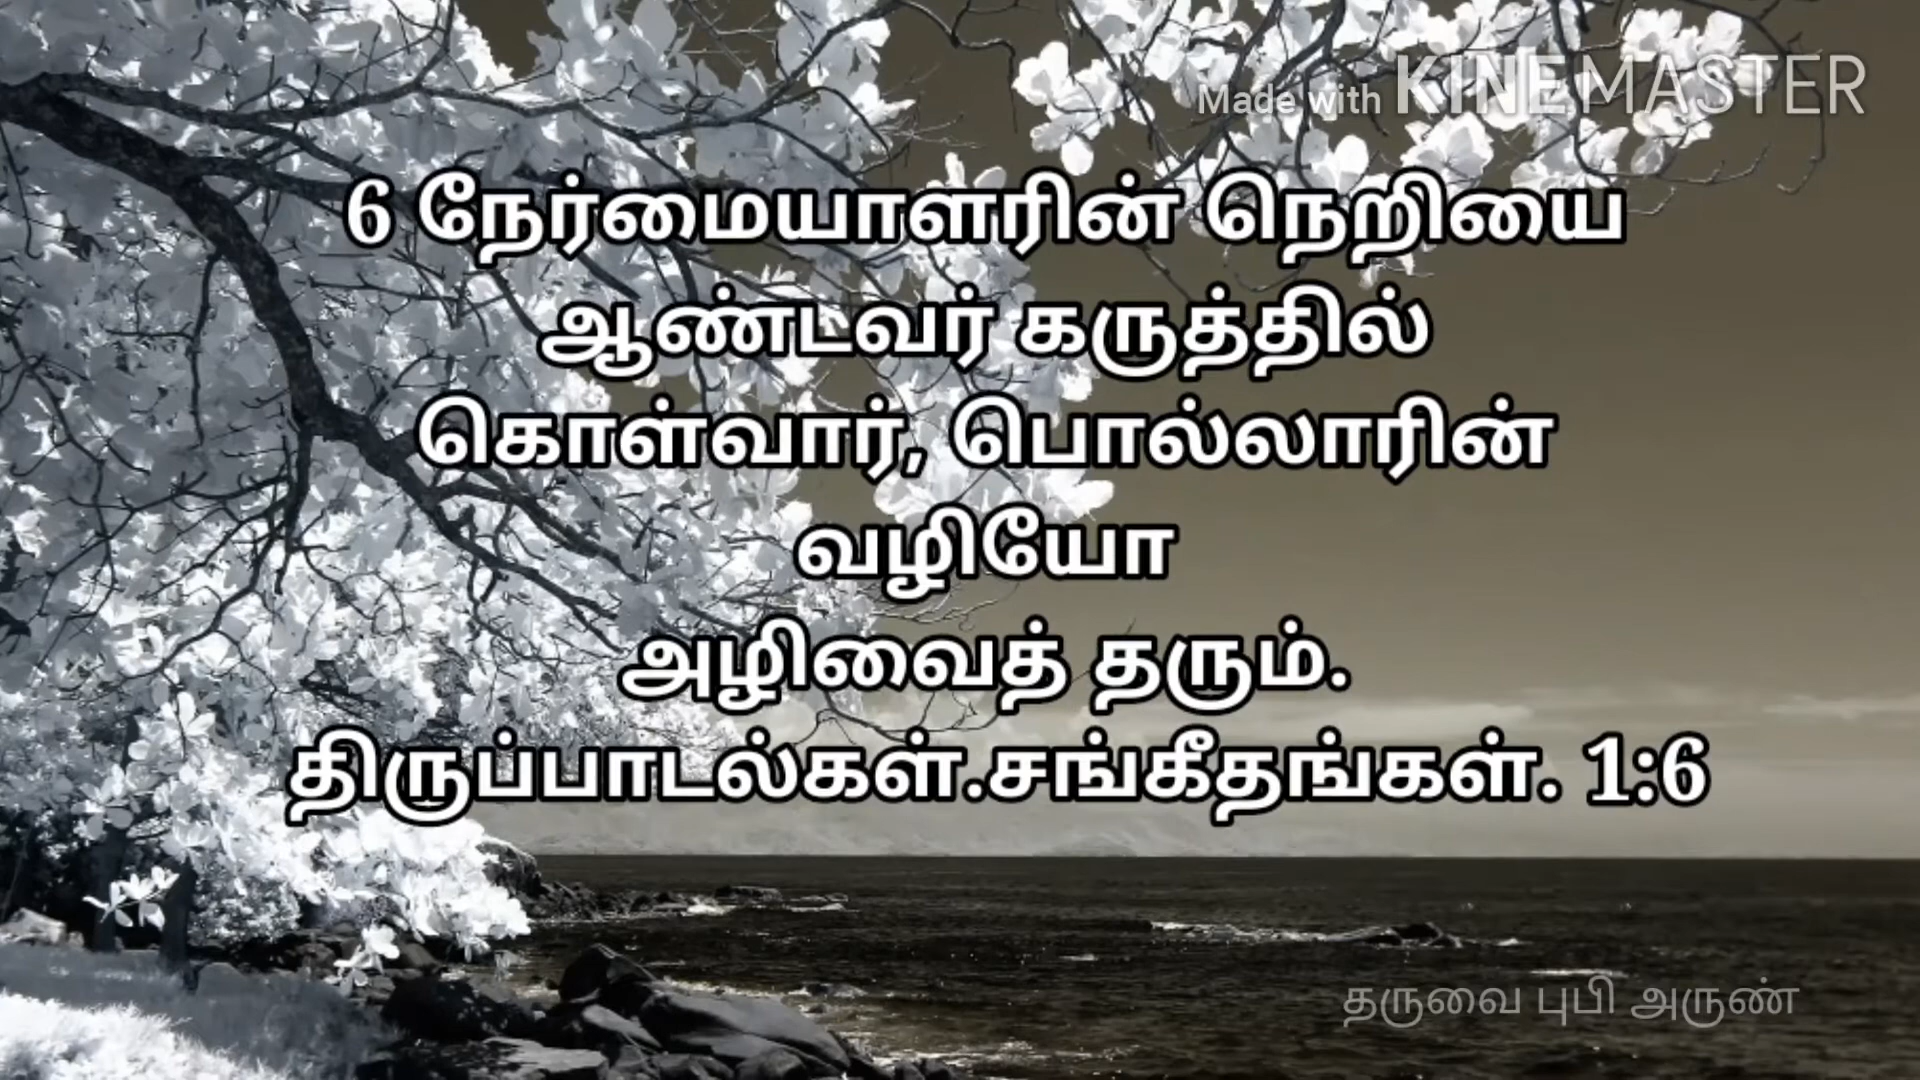 Made with KINEMASTER
6 நேர்மையாளரின் நெறியை
ஆண்டவர் கருத்தில்
கொள்வார், பொல்லாரின்
வழியோ
அழிவைத் தரும்.
திருப்பாடல்கள்.சங்கீதங்கள். 1:6
தருவை புபி அருண்